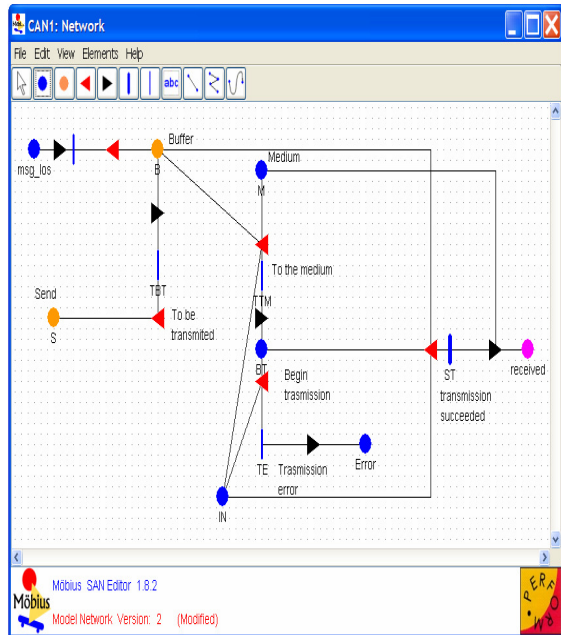 CAN1: Network
File Edit View Elements Help
abc
Buffer
msg_los
B
Medium
M
To the medium
TBT
TTM
Send
To be
transmited
S
BT
Begin
trasmission
ST
received
transmission
succeeded
TE
Trasmission
error
Error
IN
Möbius SAN Editor 1.8.2
Möbius
Model Network Version: 2 (Modified)
PERFORM